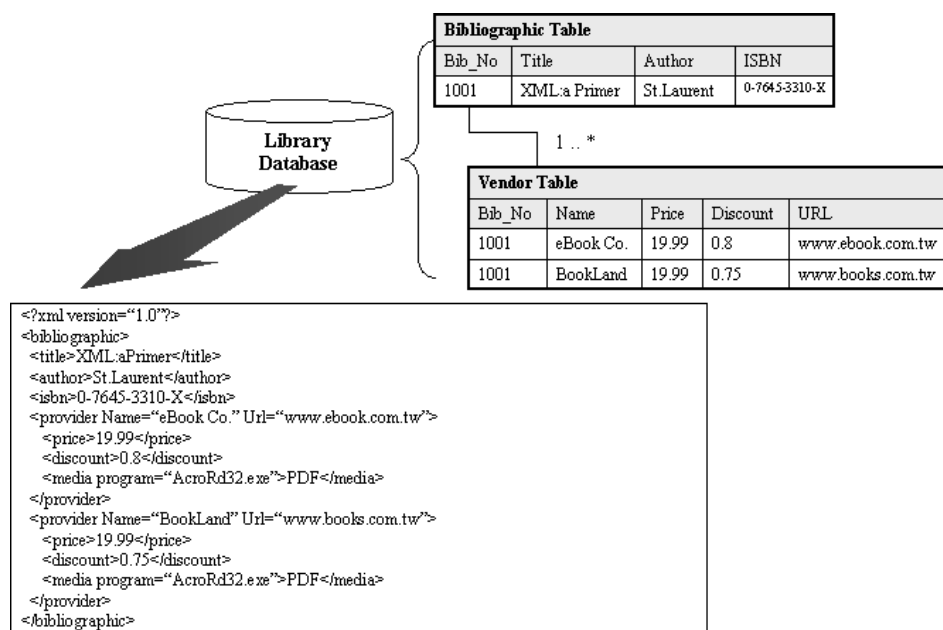 Bibliographic Table
Bib_No Title Author ISBN
1001 XML:a Primer St.Laurent 0-7645-3310-X
Library
Database
1 .. *
Vendor Table
Bib_No Name Price Discount URL
1001 eBook Co. 19.99 0.8 www.ebook.com.tw
1001 BookLand 19.99 0.75 www.books.com.tw
<?xml version=“1.0”?>
<bibliographic>
<title>XML:aPrimer</title>
<author>St.Laurent</author>
<isbn>0-7645-3310-X</isbn>
<provider Name=“eBook Co.” Url=“www.ebook.com.tw”>
<price>19.99</price>
<discount>0.8</discount>
<media program=“AcroRd32.exe”>PDF</media>
</provider>
<provider Name=“BookLand” Url=“www.books.com.tw”>
<price>19.99</price>
<discount>0.75</discount>
<media program=“AcroRd32.exe”>PDF</media>
</provider>
</bibliographic>